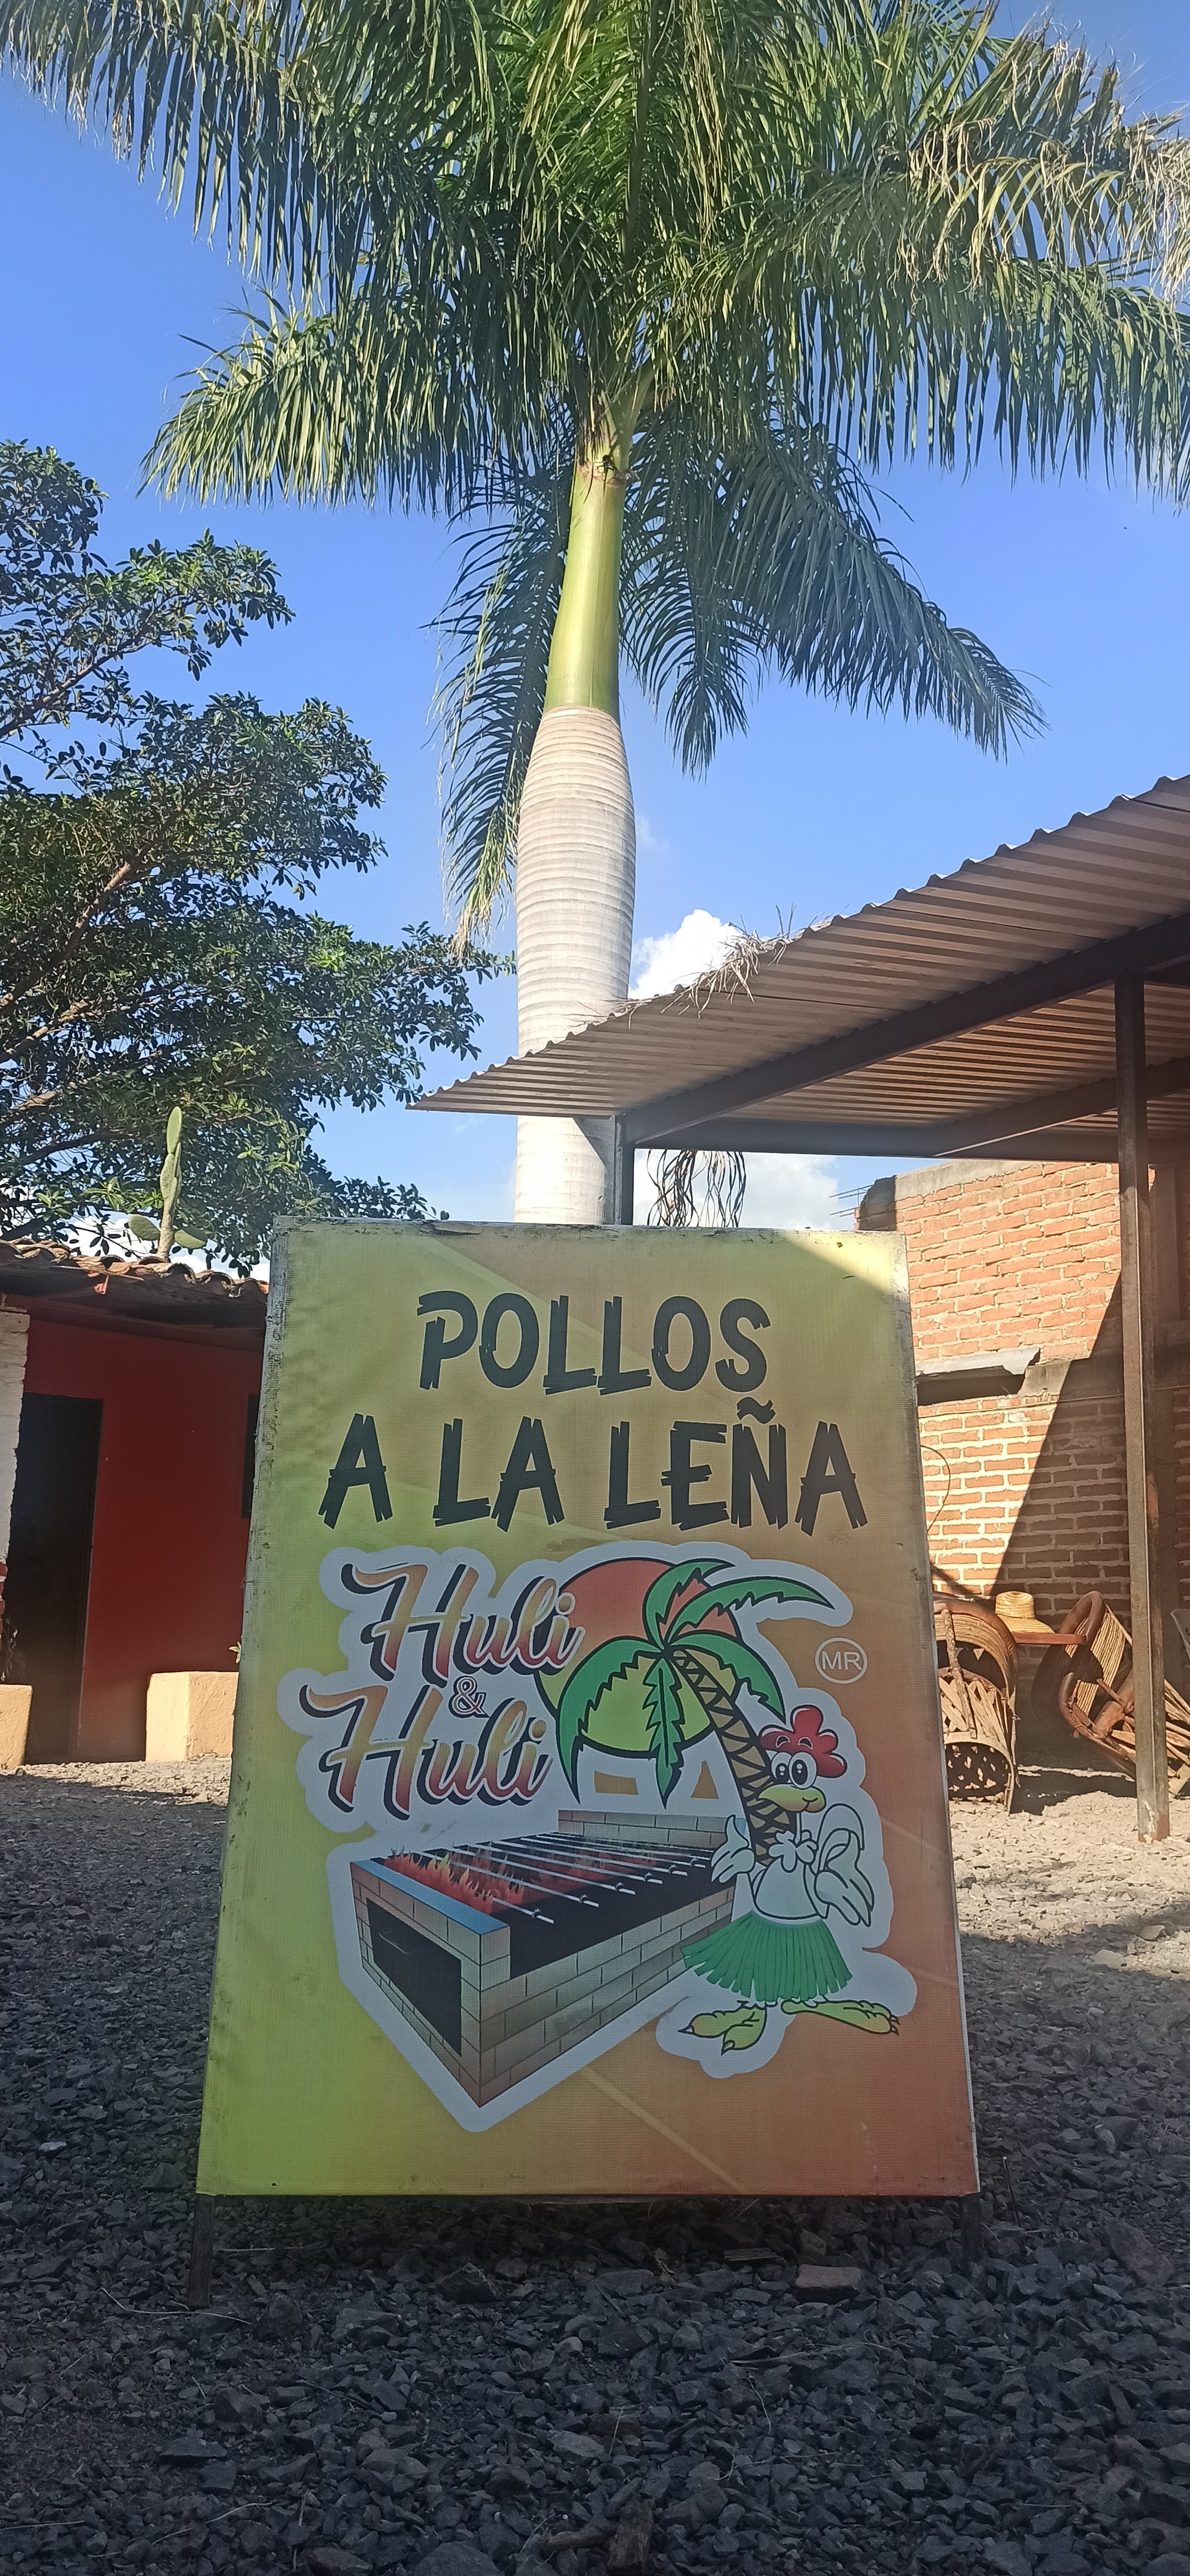 POLLOS
A LA LEÑA
Huli
&
Huli
MR